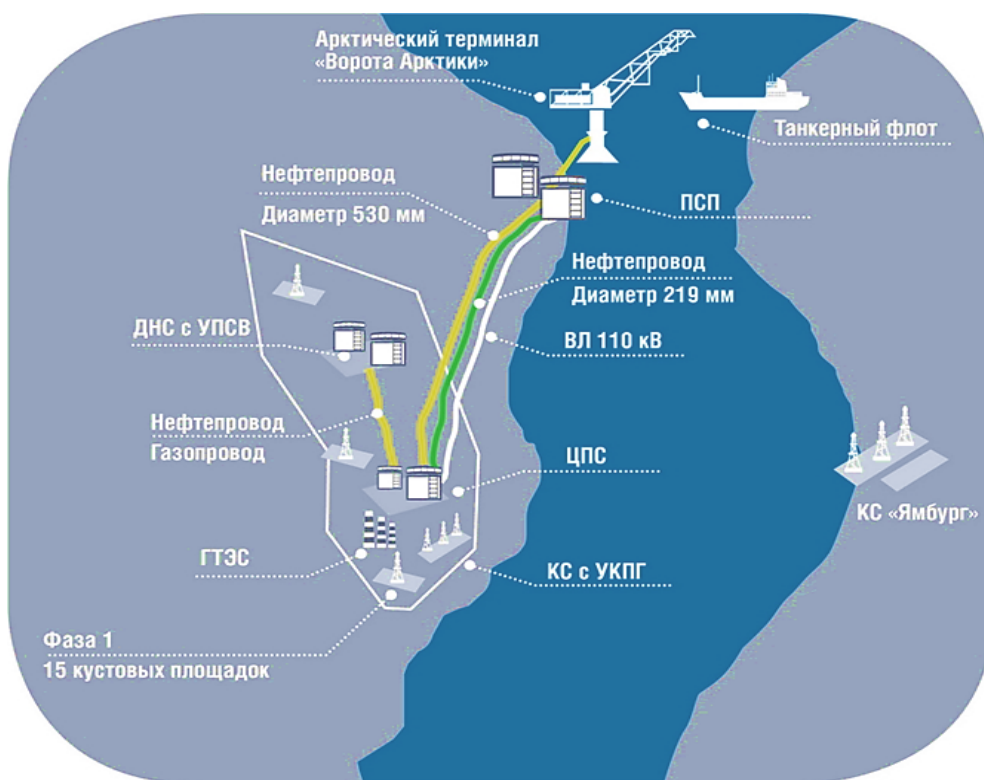 Арктический терминал
«Ворота Арктики»
Танкерный флот
Нефтепровод
Диаметр 530 мм
ПСП
Нефтепровод
Диаметр 219 мм
ДНС с УПСВ
ВЛ 110 кВ
Нефтепровод
Газопровод
ЦПС
КС «Ямбург»
ГТЭС
КС с УКПГ
Фаза 1
15 кустовых площадок